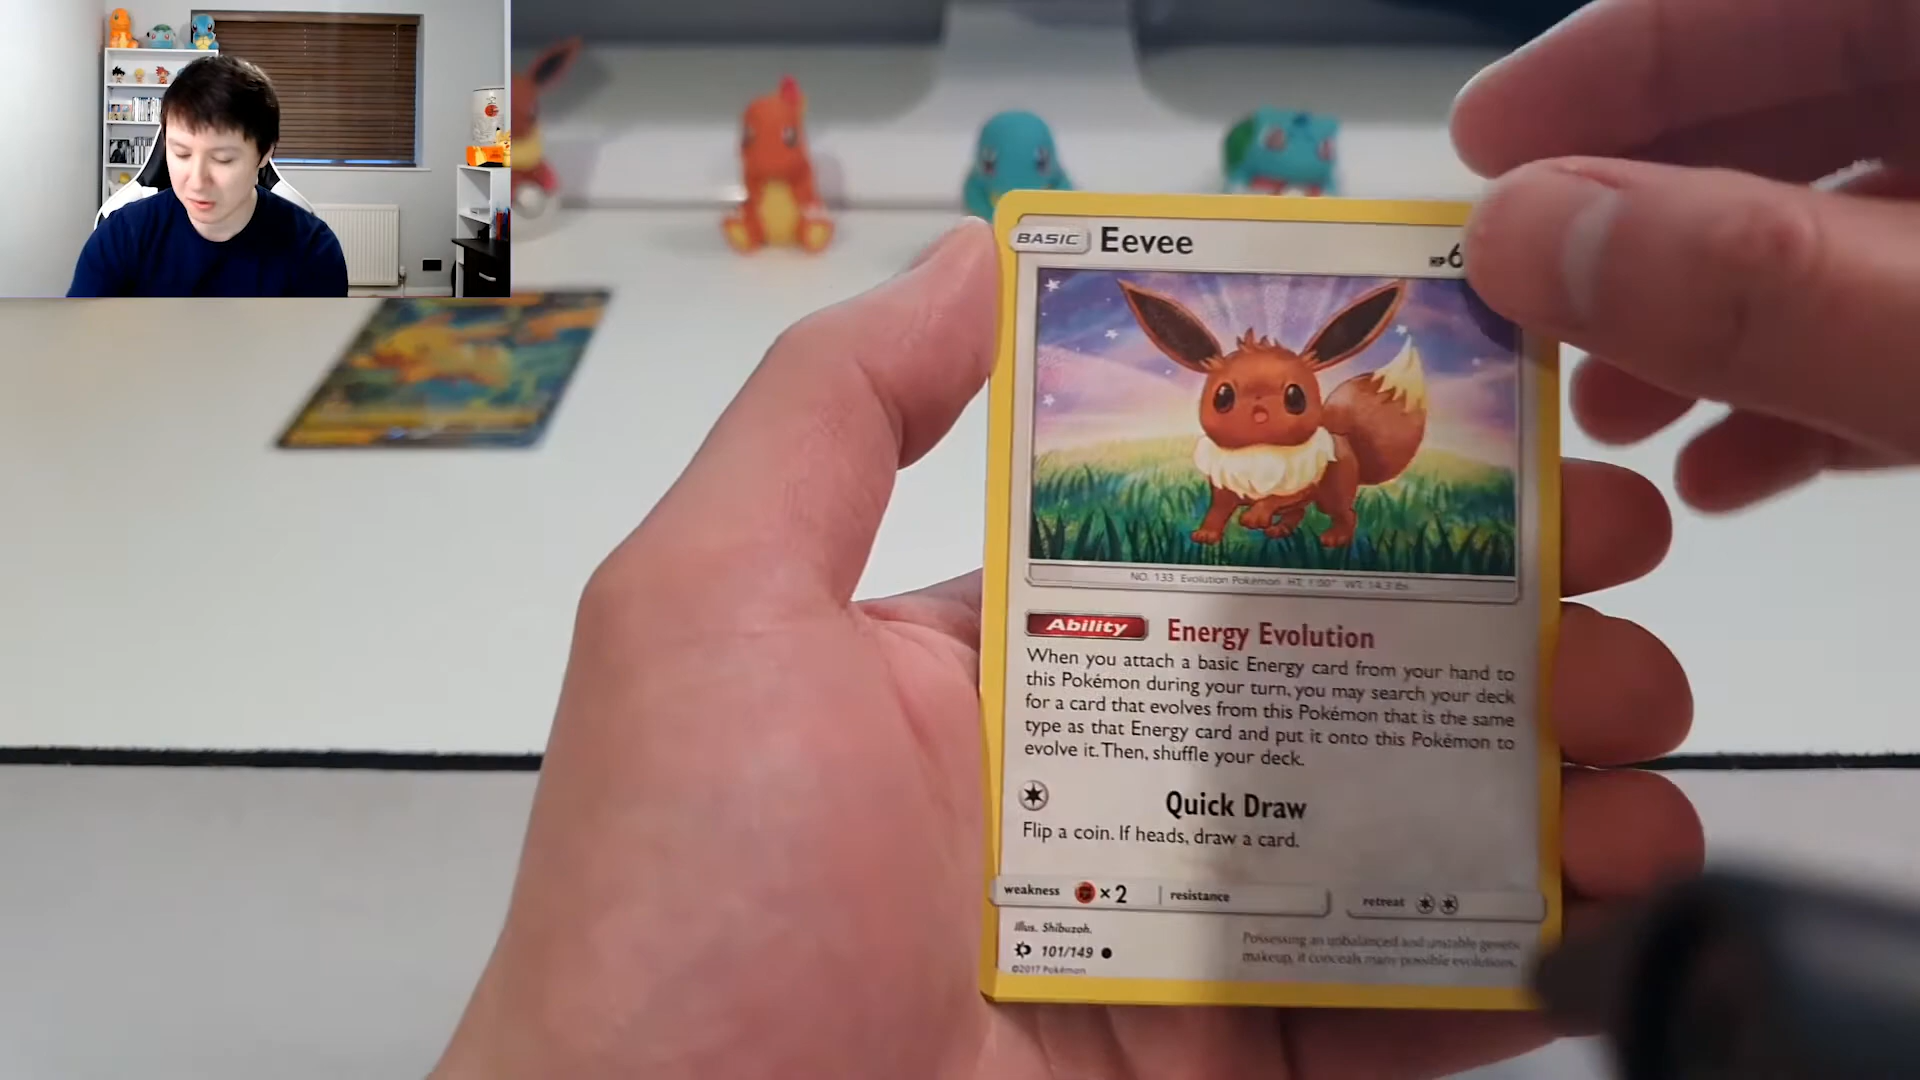 BASIC Eevee HP6
NO. 133 Evolution Pokémon HT: 1'00" WT: 14.3 lbs.
Ability Energy Evolution
When you attach a basic Energy card from your hand to
this Pokémon during your turn, you may search your deck
for a card that evolves from this Pokémon that is the same
type as that Energy card and put it onto this Pokémon to
evolve it. Then, shuffle your deck.
Quick Draw
Flip a coin. If heads, draw a card.
weakness ×2 resistance retreat
Illus. Shibuzoh.
101/149
©2017 Pokémon
Possessing an unbalanced and unstable genetic
makeup, it conceals many possible evolutions.